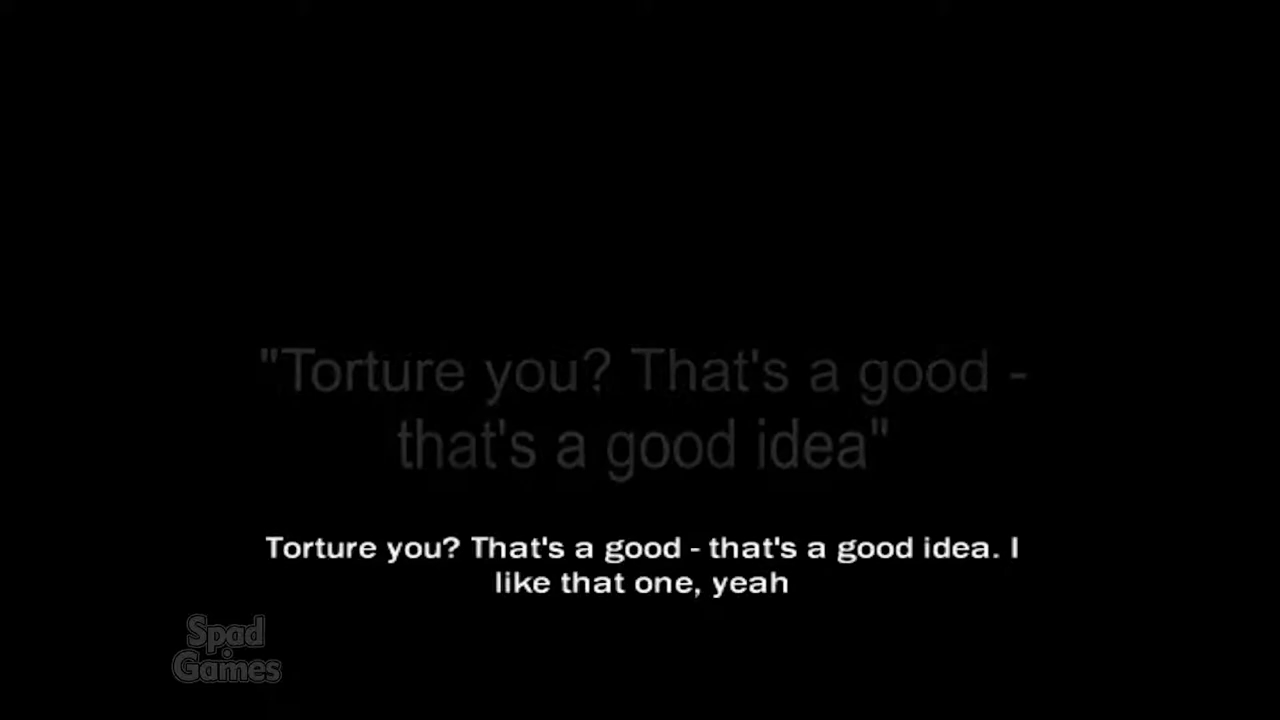 "Torture you? That's a good -
that's a good idea"
Torture you? That's a good - that's a good idea. I
like that one, yeah
Spad
Games